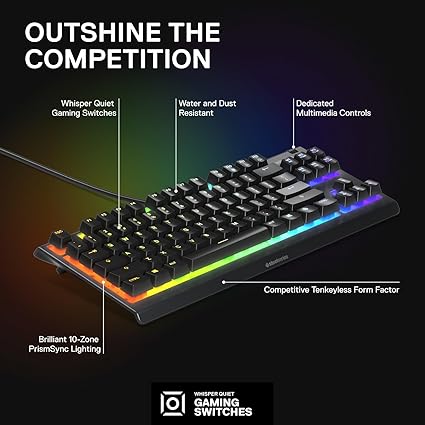 OUTSHINE THE
COMPETITION
Whisper Quiet
Gaming Switches
Water and Dust
Resistant
Dedicated
Multimedia Controls
steelseries
Competitive Tenkeyless Form Factor
Brilliant 10-Zone
PrismSync Lighting
WHISPER QUIET
GAMING
SWITCHES